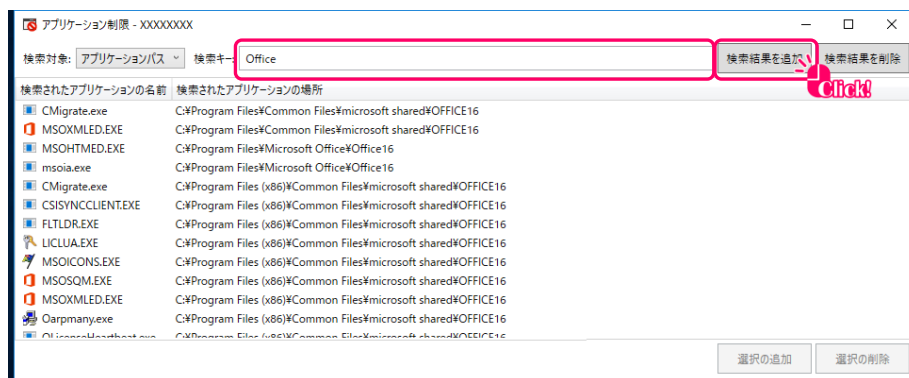 アプリケーション制限 - XXXXXXXX
検索対象: アプリケーションパス 検索キー: Office 検索結果を追加 検索結果を削除
Click!
検索されたアプリケーションの名前 検索されたアプリケーションの場所
CMigrate.exe C:¥Program Files¥Common Files¥microsoft shared¥OFFICE16
MSOXMLED.EXE C:¥Program Files¥Common Files¥microsoft shared¥OFFICE16
MSOHTMED.EXE C:¥Program Files¥Microsoft Office¥Office16
msoia.exe C:¥Program Files¥Microsoft Office¥Office16
CMigrate.exe C:¥Program Files (x86)¥Common Files¥microsoft shared¥OFFICE16
CSISYNCCLIENT.EXE C:¥Program Files (x86)¥Common Files¥microsoft shared¥OFFICE16
FLTLDR.EXE C:¥Program Files (x86)¥Common Files¥microsoft shared¥OFFICE16
LICLUA.EXE C:¥Program Files (x86)¥Common Files¥microsoft shared¥OFFICE16
MSOICONS.EXE C:¥Program Files (x86)¥Common Files¥microsoft shared¥OFFICE16
MSOSQM.EXE C:¥Program Files (x86)¥Common Files¥microsoft shared¥OFFICE16
MSOXMLED.EXE C:¥Program Files (x86)¥Common Files¥microsoft shared¥OFFICE16
Oarpmany.exe C:¥Program Files (x86)¥Common Files¥microsoft shared¥OFFICE16
OLicenseHeartbeat.exe C:¥Program Files (x86)¥Common Files¥microsoft shared¥OFFICE16
選択の追加 選択の削除